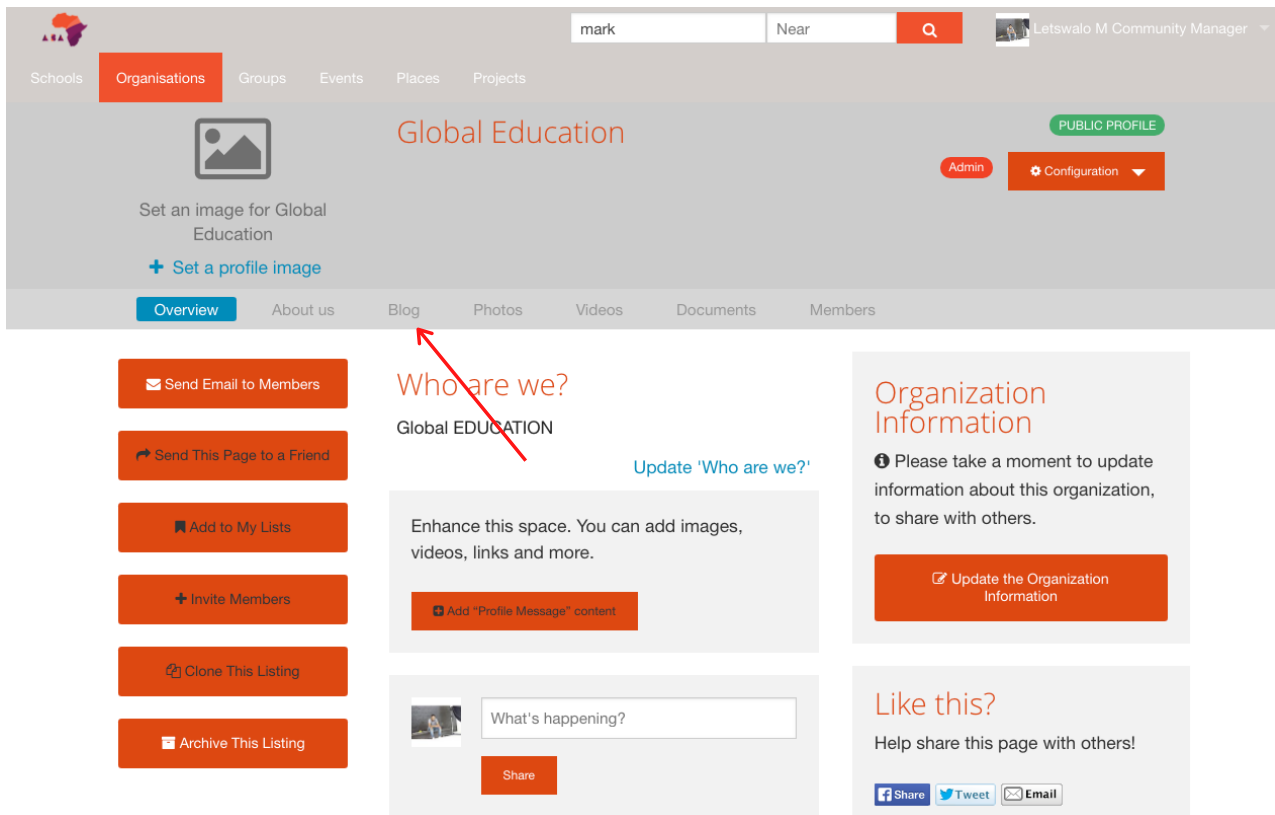 AKA
mark
Near
Letswalo M Community Manager
Schools
Organisations
Groups
Events
Places
Projects
Global Education
PUBLIC PROFILE
Admin
Configuration
Set an image for Global
Education
Set a profile image
Overview
About us
Blog
Photos
Videos
Documents
Members
Send Email to Members
Send This Page to a Friend
Add to My Lists
Invite Members
Clone This Listing
Archive This Listing
Who are we?
Global EDUCATION
Update 'Who are we?'
Enhance this space. You can add images,
videos, links and more.
Add “Profile Message” content
What's happening?
Share
Organization
Information
Please take a moment to update
information about this organization,
to share with others.
Update the Organization
Information
Like this?
Help share this page with others!
Share
Tweet
Email